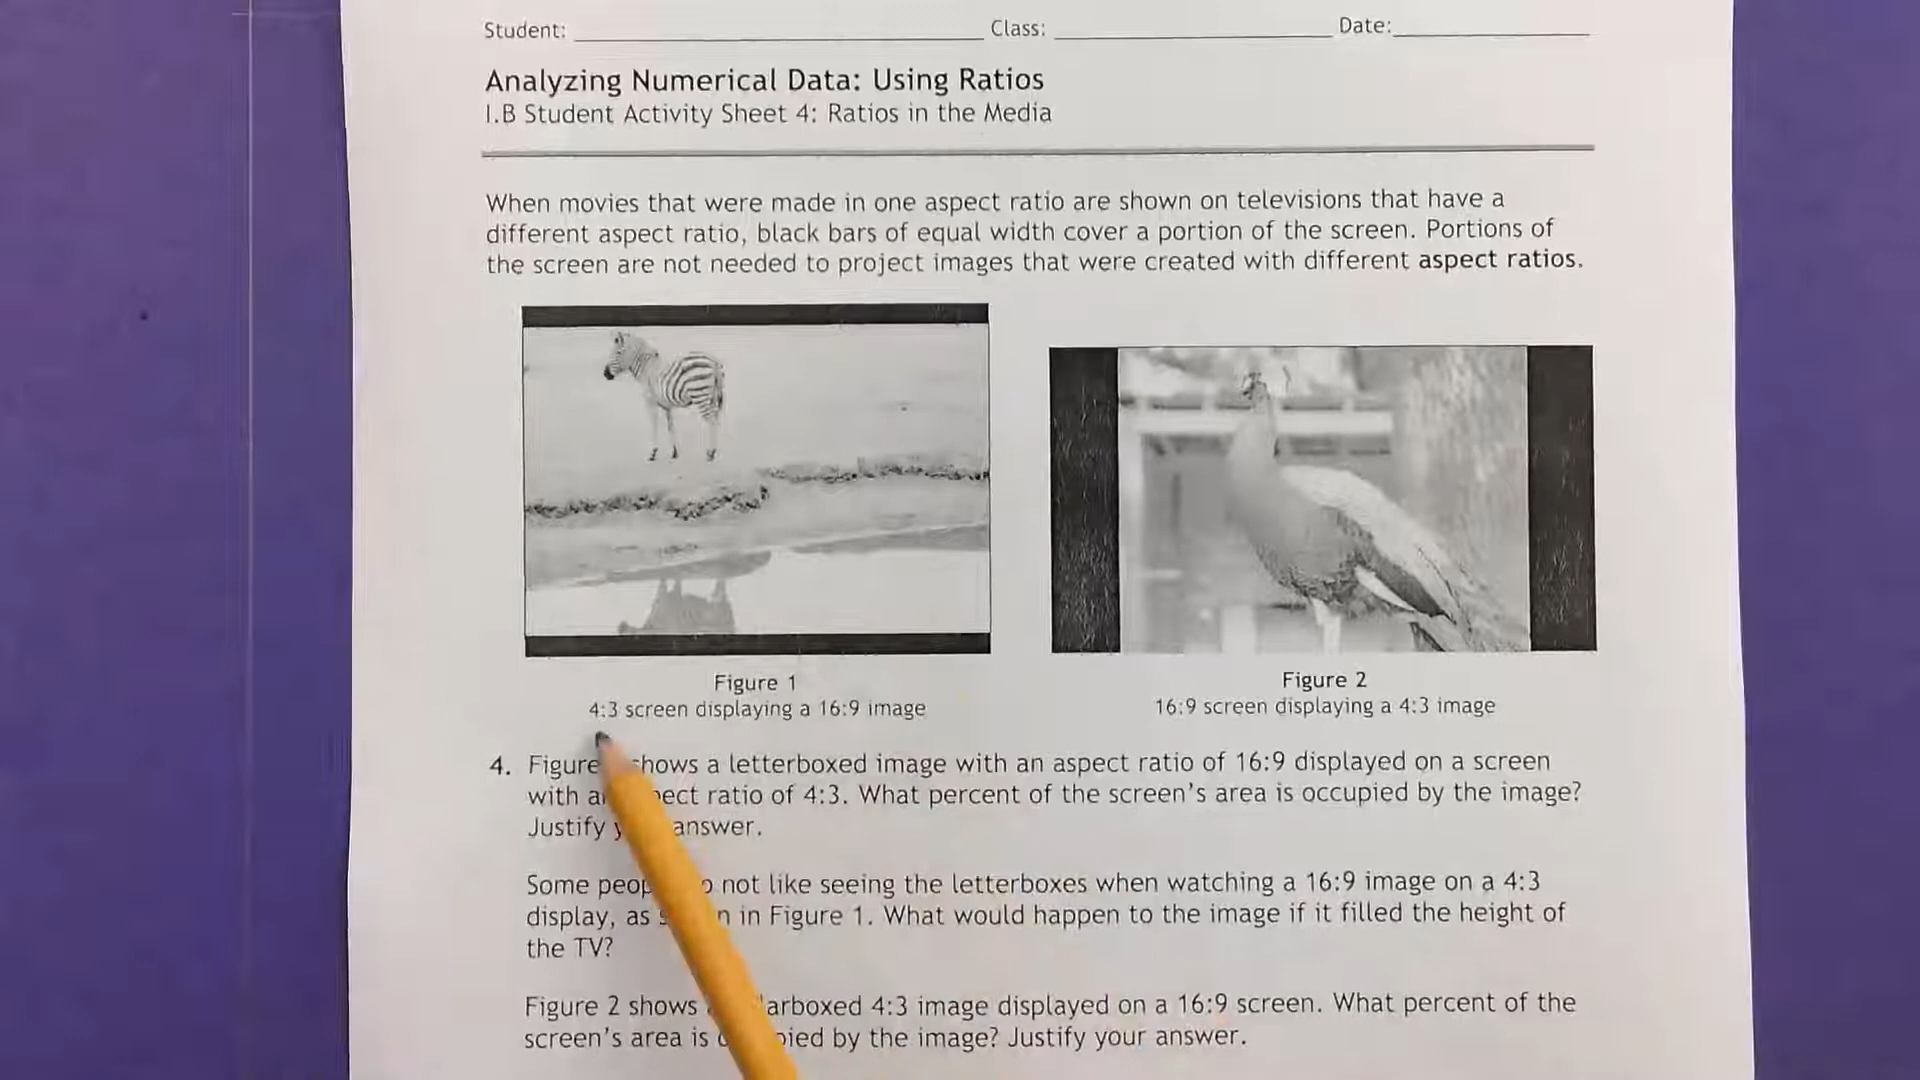 Student: Class: Date:
Analyzing Numerical Data: Using Ratios
I.B Student Activity Sheet 4: Ratios in the Media
When movies that were made in one aspect ratio are shown on televisions that have a
different aspect ratio, black bars of equal width cover a portion of the screen. Portions of
the screen are not needed to project images that were created with different aspect ratios.
Figure 1
4:3 screen displaying a 16:9 image
Figure 2
16:9 screen displaying a 4:3 image
4. Figure shows a letterboxed image with an aspect ratio of 16:9 displayed on a screen
with ratio of 4:3. What percent of the screen's area is occupied by the image?
Justify answer.
Some not like seeing the letterboxes when watching a 16:9 image on a 4:3
display, as in Figure 1. What would happen to the image if it filled the height of
the TV?
Figure 2 shows 4:3 image displayed on a 16:9 screen. What percent of the
screen's area is by the image? Justify your answer.